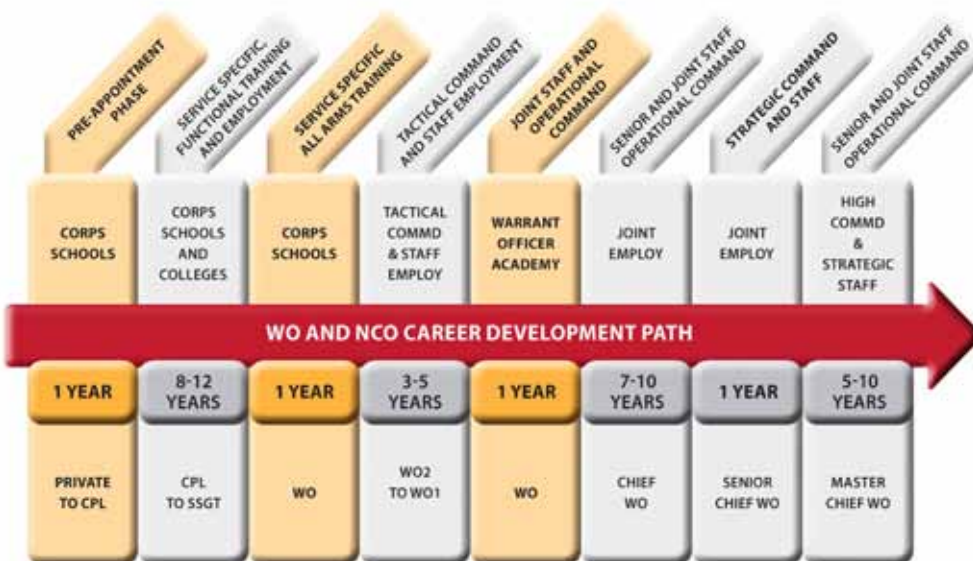 PRE-APPOINTMENT
PHASE
SERVICE SPECIFIC,
FUNCTIONAL TRAINING
AND EMPLOYMENT
SERVICE SPECIFIC
ALL ARMS TRAINING
TACTICAL COMMAND
AND STAFF EMPLOYMENT
JOINT STAFF AND
OPERATIONAL
COMMAND
SENIOR AND JOINT STAFF
OPERATIONAL COMMAND
STRATEGIC COMMAND
AND STAFF
SENIOR AND JOINT STAFF
OPERATIONAL COMMAND
CORPS
SCHOOLS
CORPS
SCHOOLS
AND
COLLEGES
CORPS
SCHOOLS
TACTICAL
COMMD
& STAFF
EMPLOY
WARRANT
OFFICER
ACADEMY
JOINT
EMPLOY
JOINT
EMPLOY
HIGH
COMMD
&
STRATEGIC
STAFF
WO AND NCO CAREER DEVELOPMENT PATH
1 YEAR
8-12
YEARS
1 YEAR
3-5
YEARS
1 YEAR
7-10
YEARS
1 YEAR
5-10
YEARS
PRIVATE
TO CPL
CPL
TO SSGT
WO
WO2
TO WO1
WO
CHIEF
WO
SENIOR
CHIEF WO
MASTER
CHIEF WO